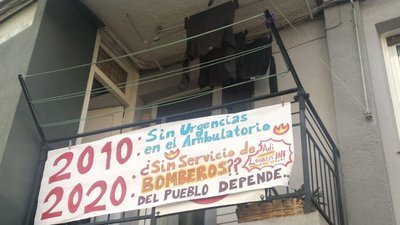 2010: Sin Urgencias
en el Ambulatorio
2020: ¿Sin Servicio de
BOMBEROS??
DEL PUEBLO DEPENDE..